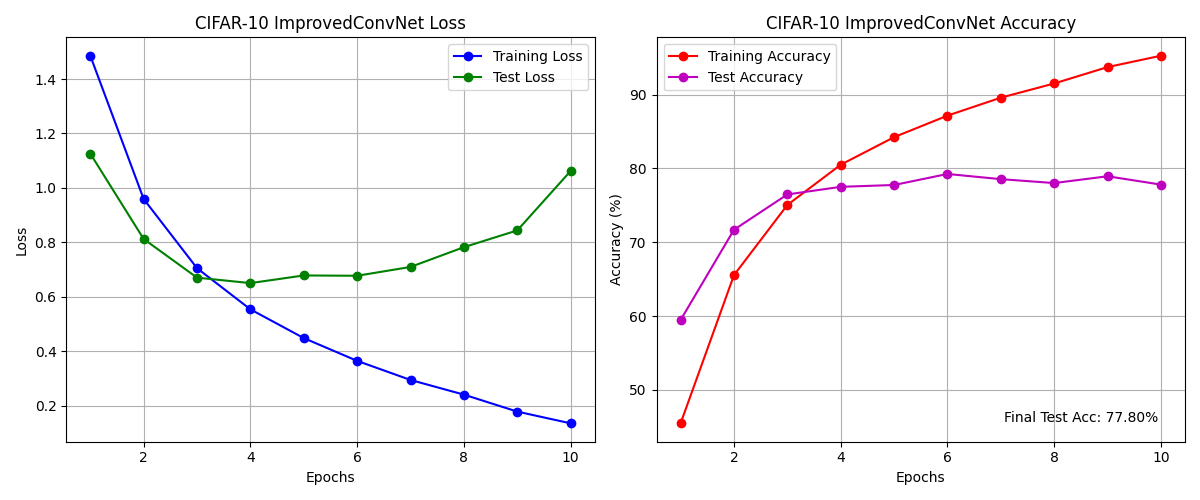 CIFAR-10 ImprovedConvNet Loss
Training Loss
Test Loss
Loss
1.4
1.2
1.0
0.8
0.6
0.4
0.2
2 4 6 8 10
Epochs
CIFAR-10 ImprovedConvNet Accuracy
Training Accuracy
Test Accuracy
Accuracy (%)
90
80
70
60
50
Final Test Acc: 77.80%
2 4 6 8 10
Epochs